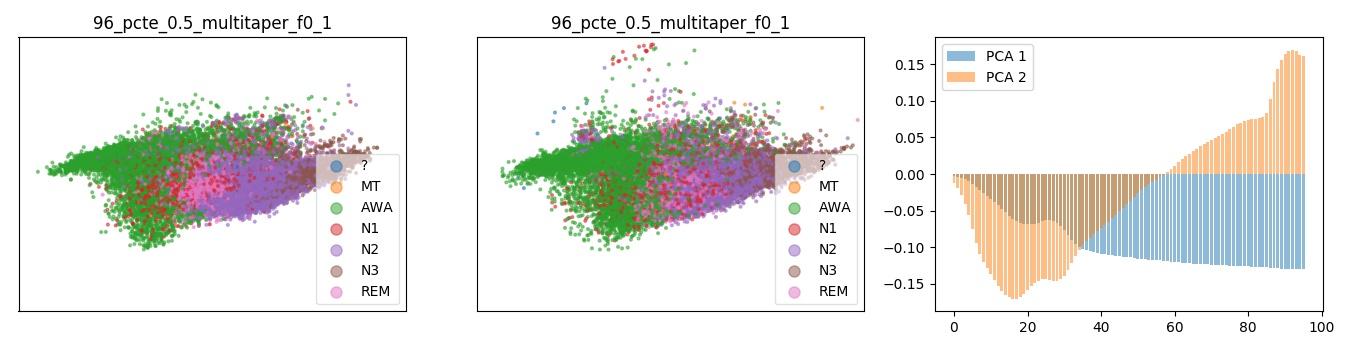 96_pcte_0.5_multitaper_f0_1
?
MT
AWA
N1
N2
N3
REM
96_pcte_0.5_multitaper_f0_1
?
MT
AWA
N1
N2
N3
REM
PCA 1
PCA 2
0.15
0.10
0.05
0.00
−0.05
−0.10
−0.15
0 20 40 60 80 100